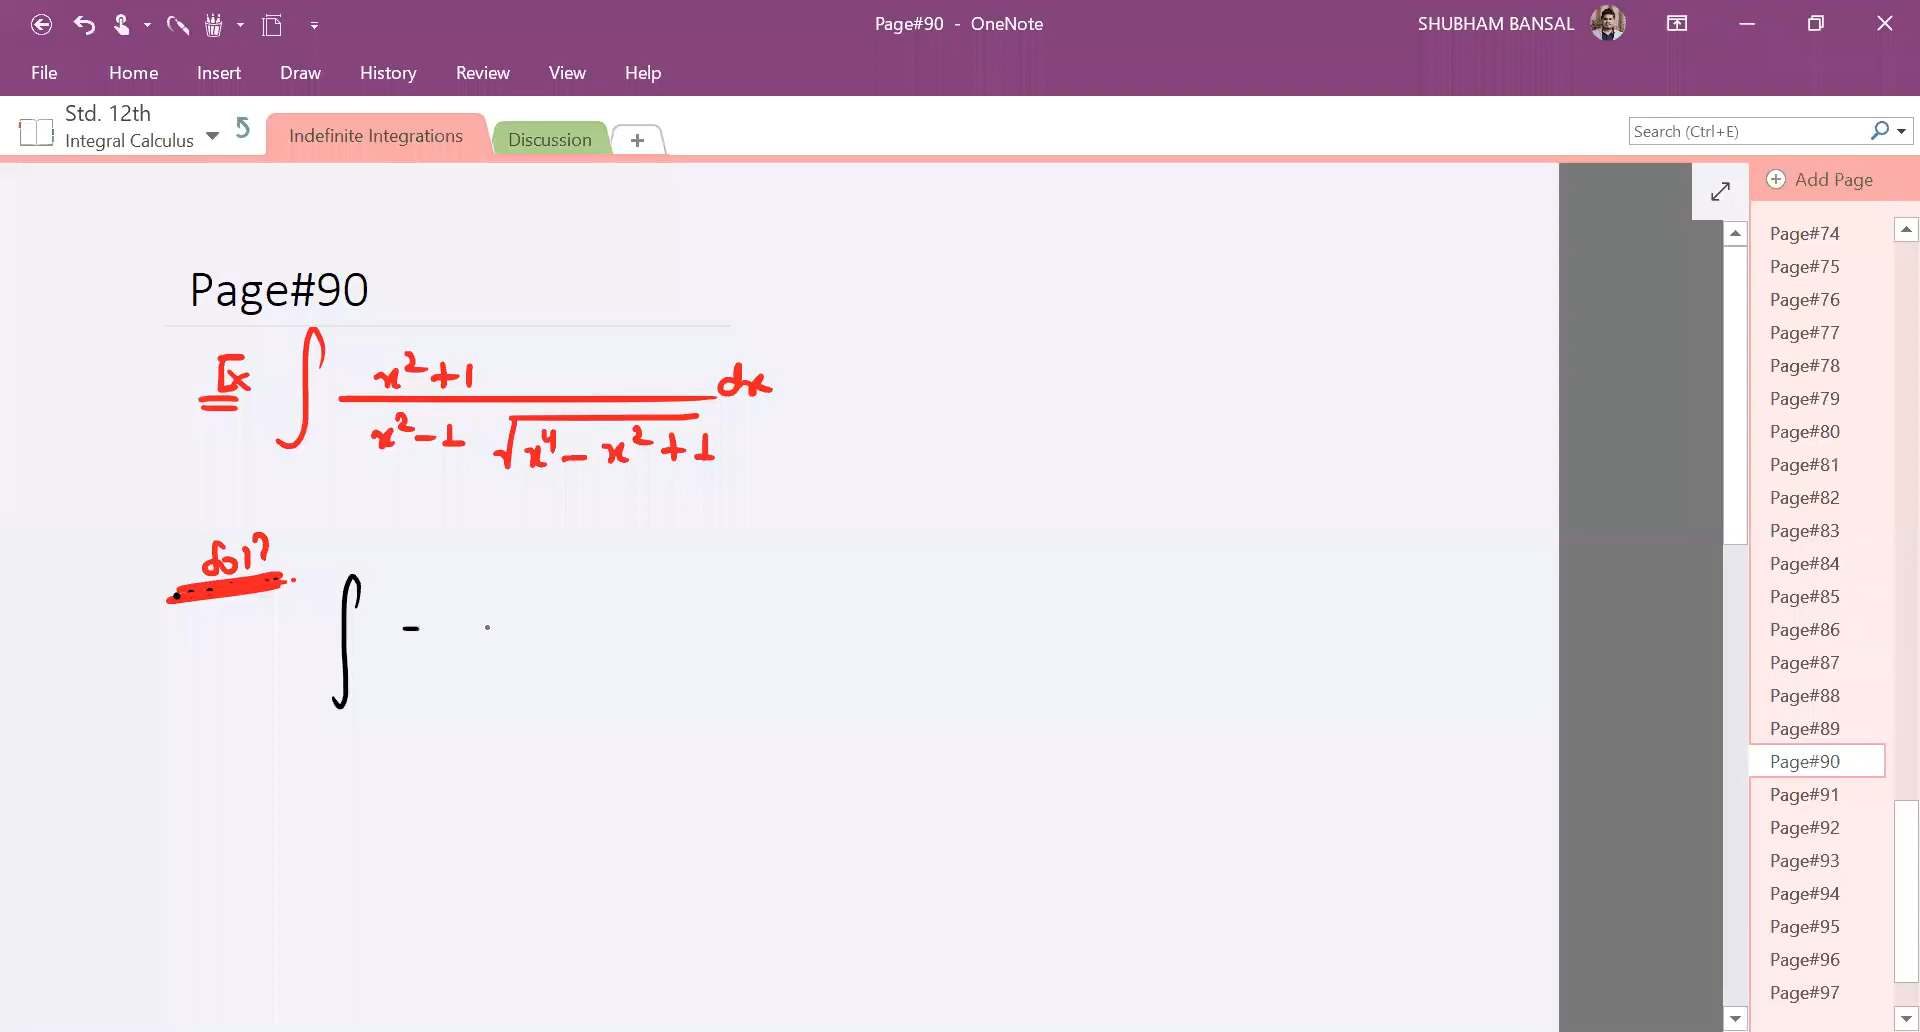 Page#90 - OneNote
SHUBHAM BANSAL
File Home Insert Draw History Review View Help
Std. 12th
Integral Calculus
Indefinite Integrations
Discussion
+
Search (Ctrl+E)
Add Page
Page#90
Ex ∫ x²+1 / x²-1 √x⁴-x²+1 dx
Sol?
∫ -
Page#74
Page#75
Page#76
Page#77
Page#78
Page#79
Page#80
Page#81
Page#82
Page#83
Page#84
Page#85
Page#86
Page#87
Page#88
Page#89
Page#90
Page#91
Page#92
Page#93
Page#94
Page#95
Page#96
Page#97